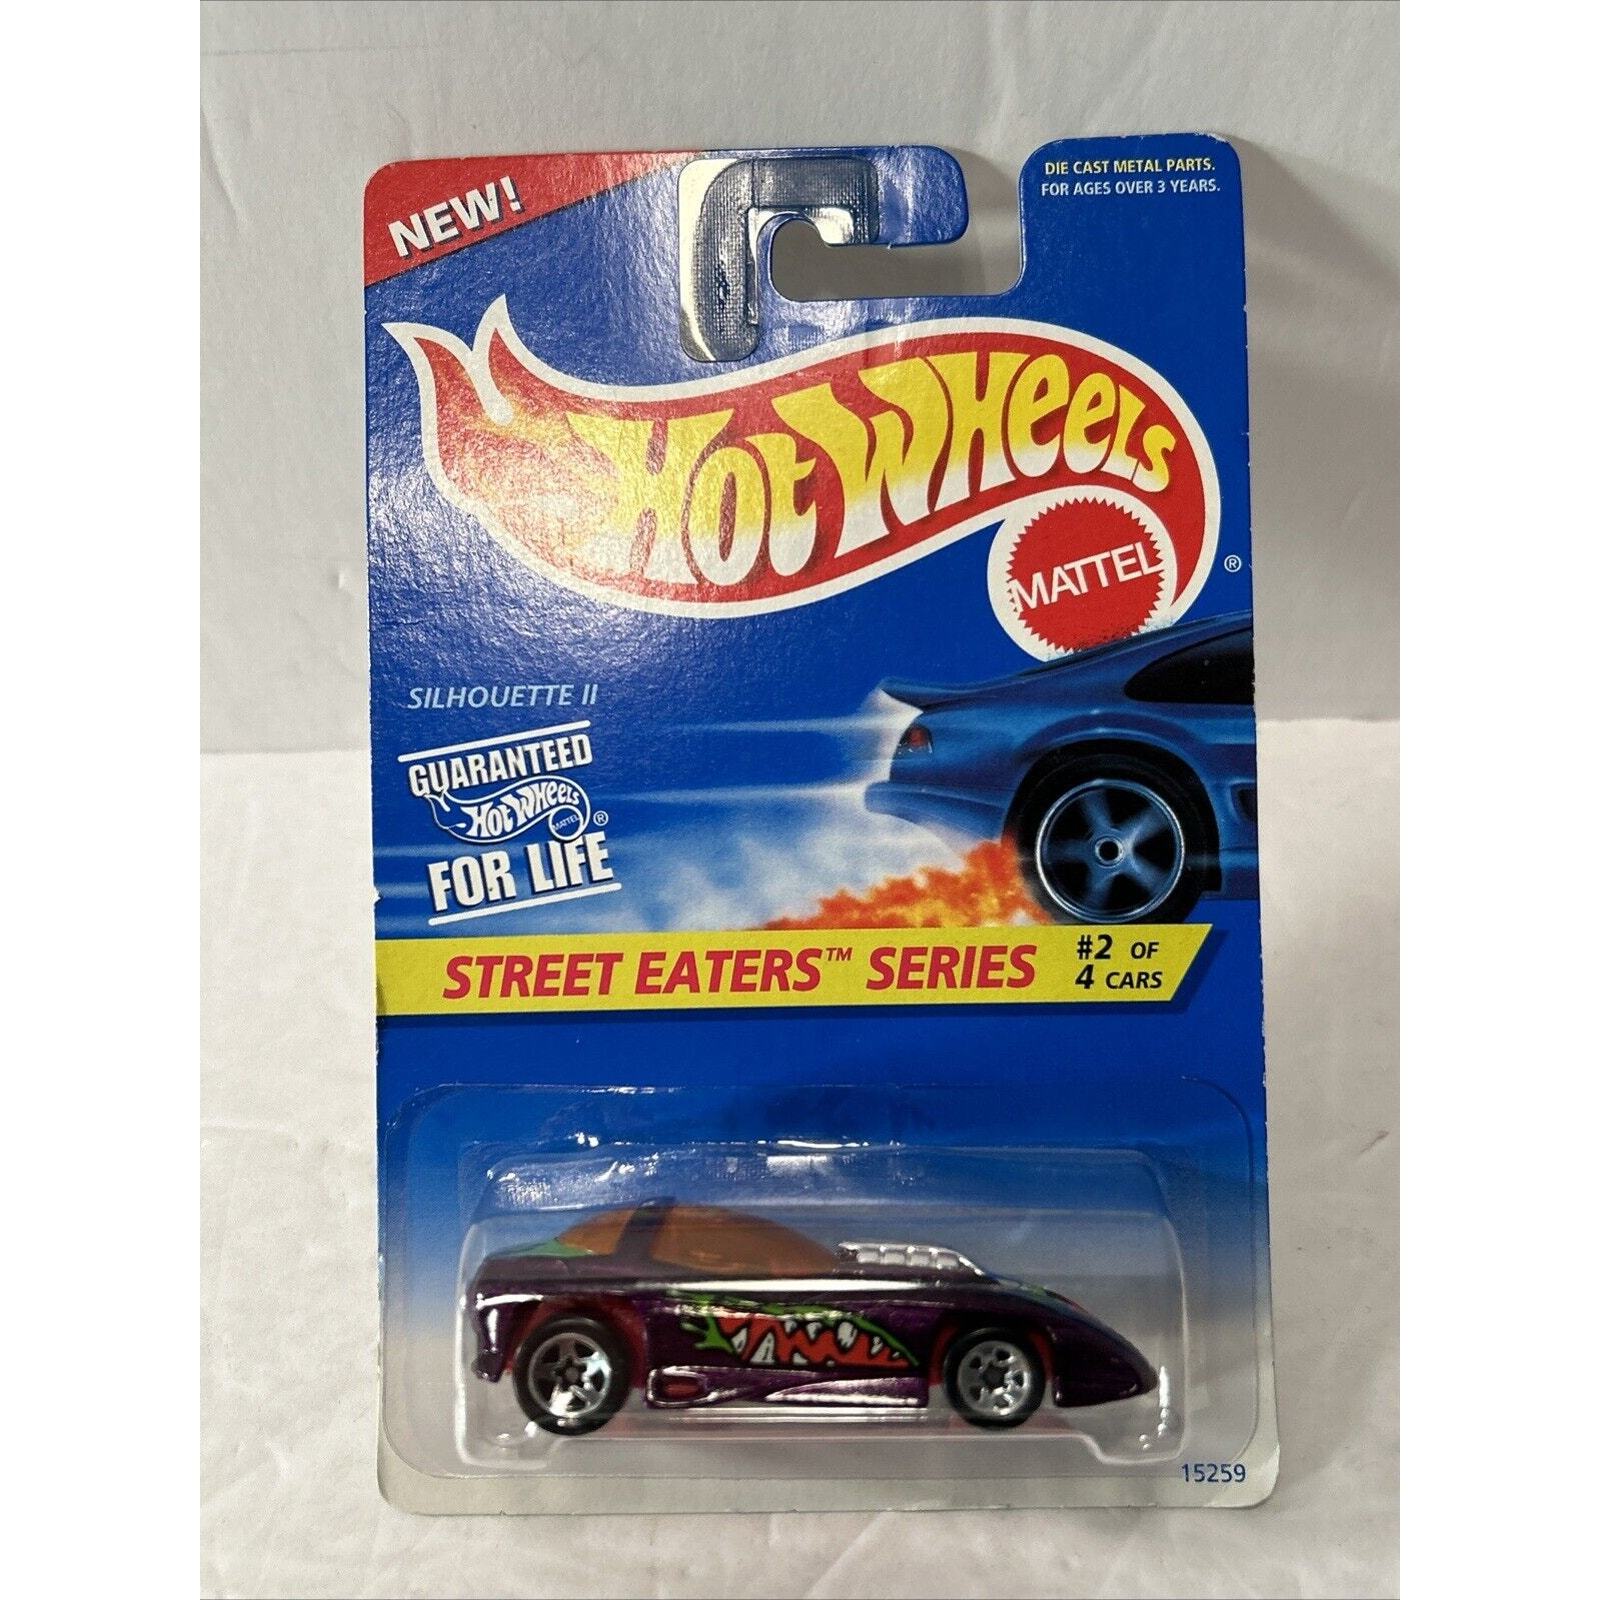 NEW!
DIE CAST METAL PARTS.
FOR AGES OVER 3 YEARS.
HOT WHEELS
MATTEL
®
SILHOUETTE II
GUARANTEED
HOT WHEELS
MATTEL
®
FOR LIFE
STREET EATERS™ SERIES
#2 OF
4 CARS
15259